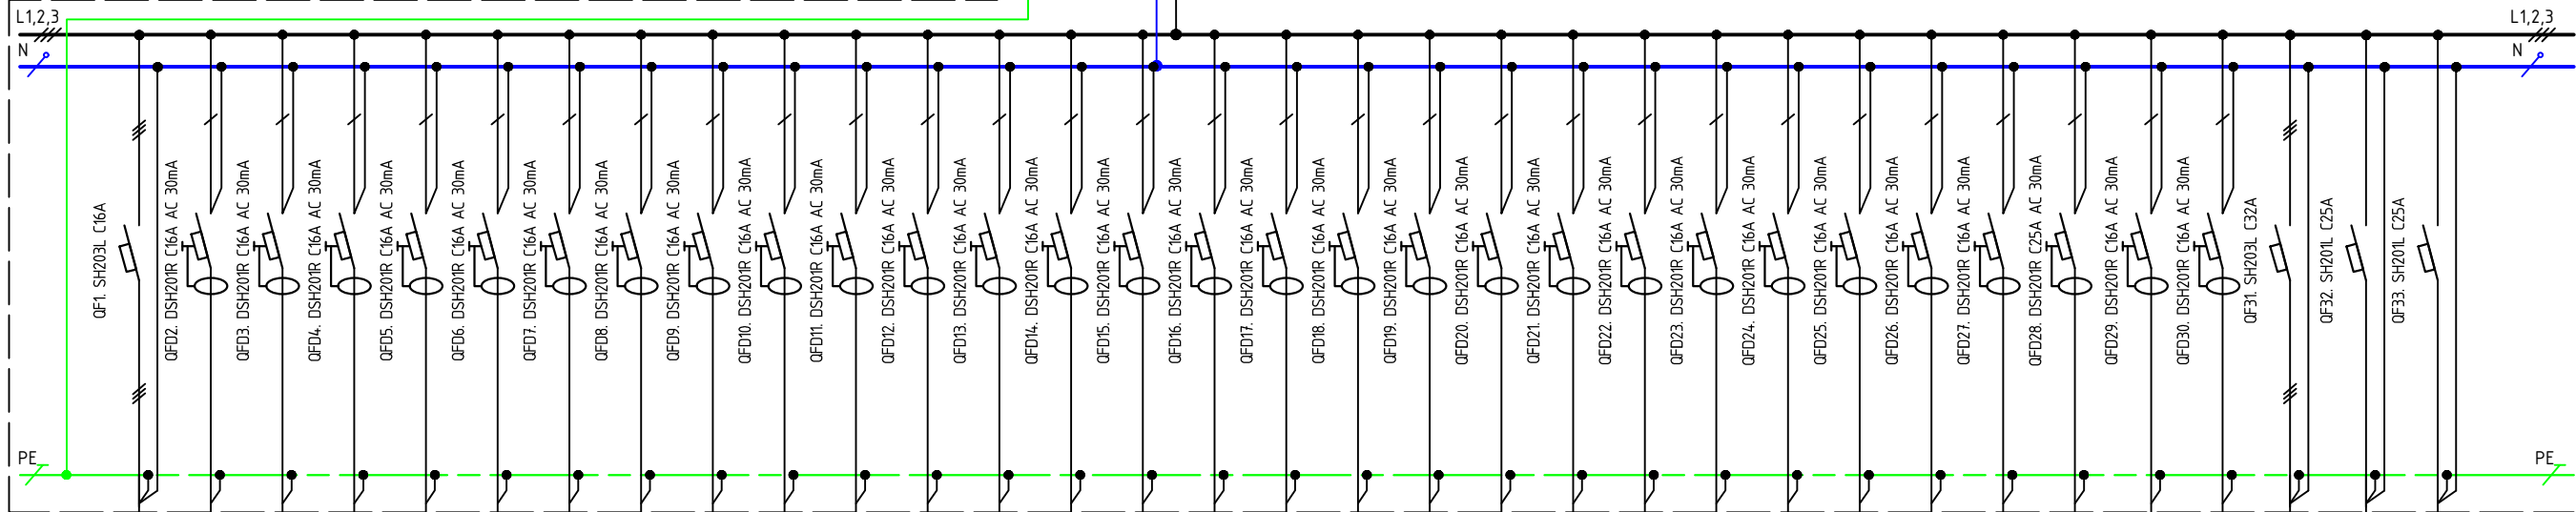 L1,2,3
L1,2,3
N
N
QF1. SH203L C16A
QFD2. DSH201R C16A AC 30mA
QFD3. DSH201R C16A AC 30mA
QFD4. DSH201R C16A AC 30mA
QFD5. DSH201R C16A AC 30mA
QFD6. DSH201R C16A AC 30mA
QFD7. DSH201R C16A AC 30mA
QFD8. DSH201R C16A AC 30mA
QFD9. DSH201R C16A AC 30mA
QFD10. DSH201R C16A AC 30mA
QFD11. DSH201R C16A AC 30mA
QFD12. DSH201R C16A AC 30mA
QFD13. DSH201R C16A AC 30mA
QFD14. DSH201R C16A AC 30mA
QFD15. DSH201R C16A AC 30mA
QFD16. DSH201R C16A AC 30mA
QFD17. DSH201R C16A AC 30mA
QFD18. DSH201R C16A AC 30mA
QFD19. DSH201R C16A AC 30mA
QFD20. DSH201R C16A AC 30mA
QFD21. DSH201R C16A AC 30mA
QFD22. DSH201R C16A AC 30mA
QFD23. DSH201R C16A AC 30mA
QFD24. DSH201R C16A AC 30mA
QFD25. DSH201R C16A AC 30mA
QFD26. DSH201R C16A AC 30mA
QFD27. DSH201R C16A AC 30mA
QFD28. DSH201R C25A AC 30mA
QFD29. DSH201R C16A AC 30mA
QFD30. DSH201R C16A AC 30mA
QF31. SH203L C32A
QF32. SH201L C25A
QF33. SH201L C25A
PE
PE